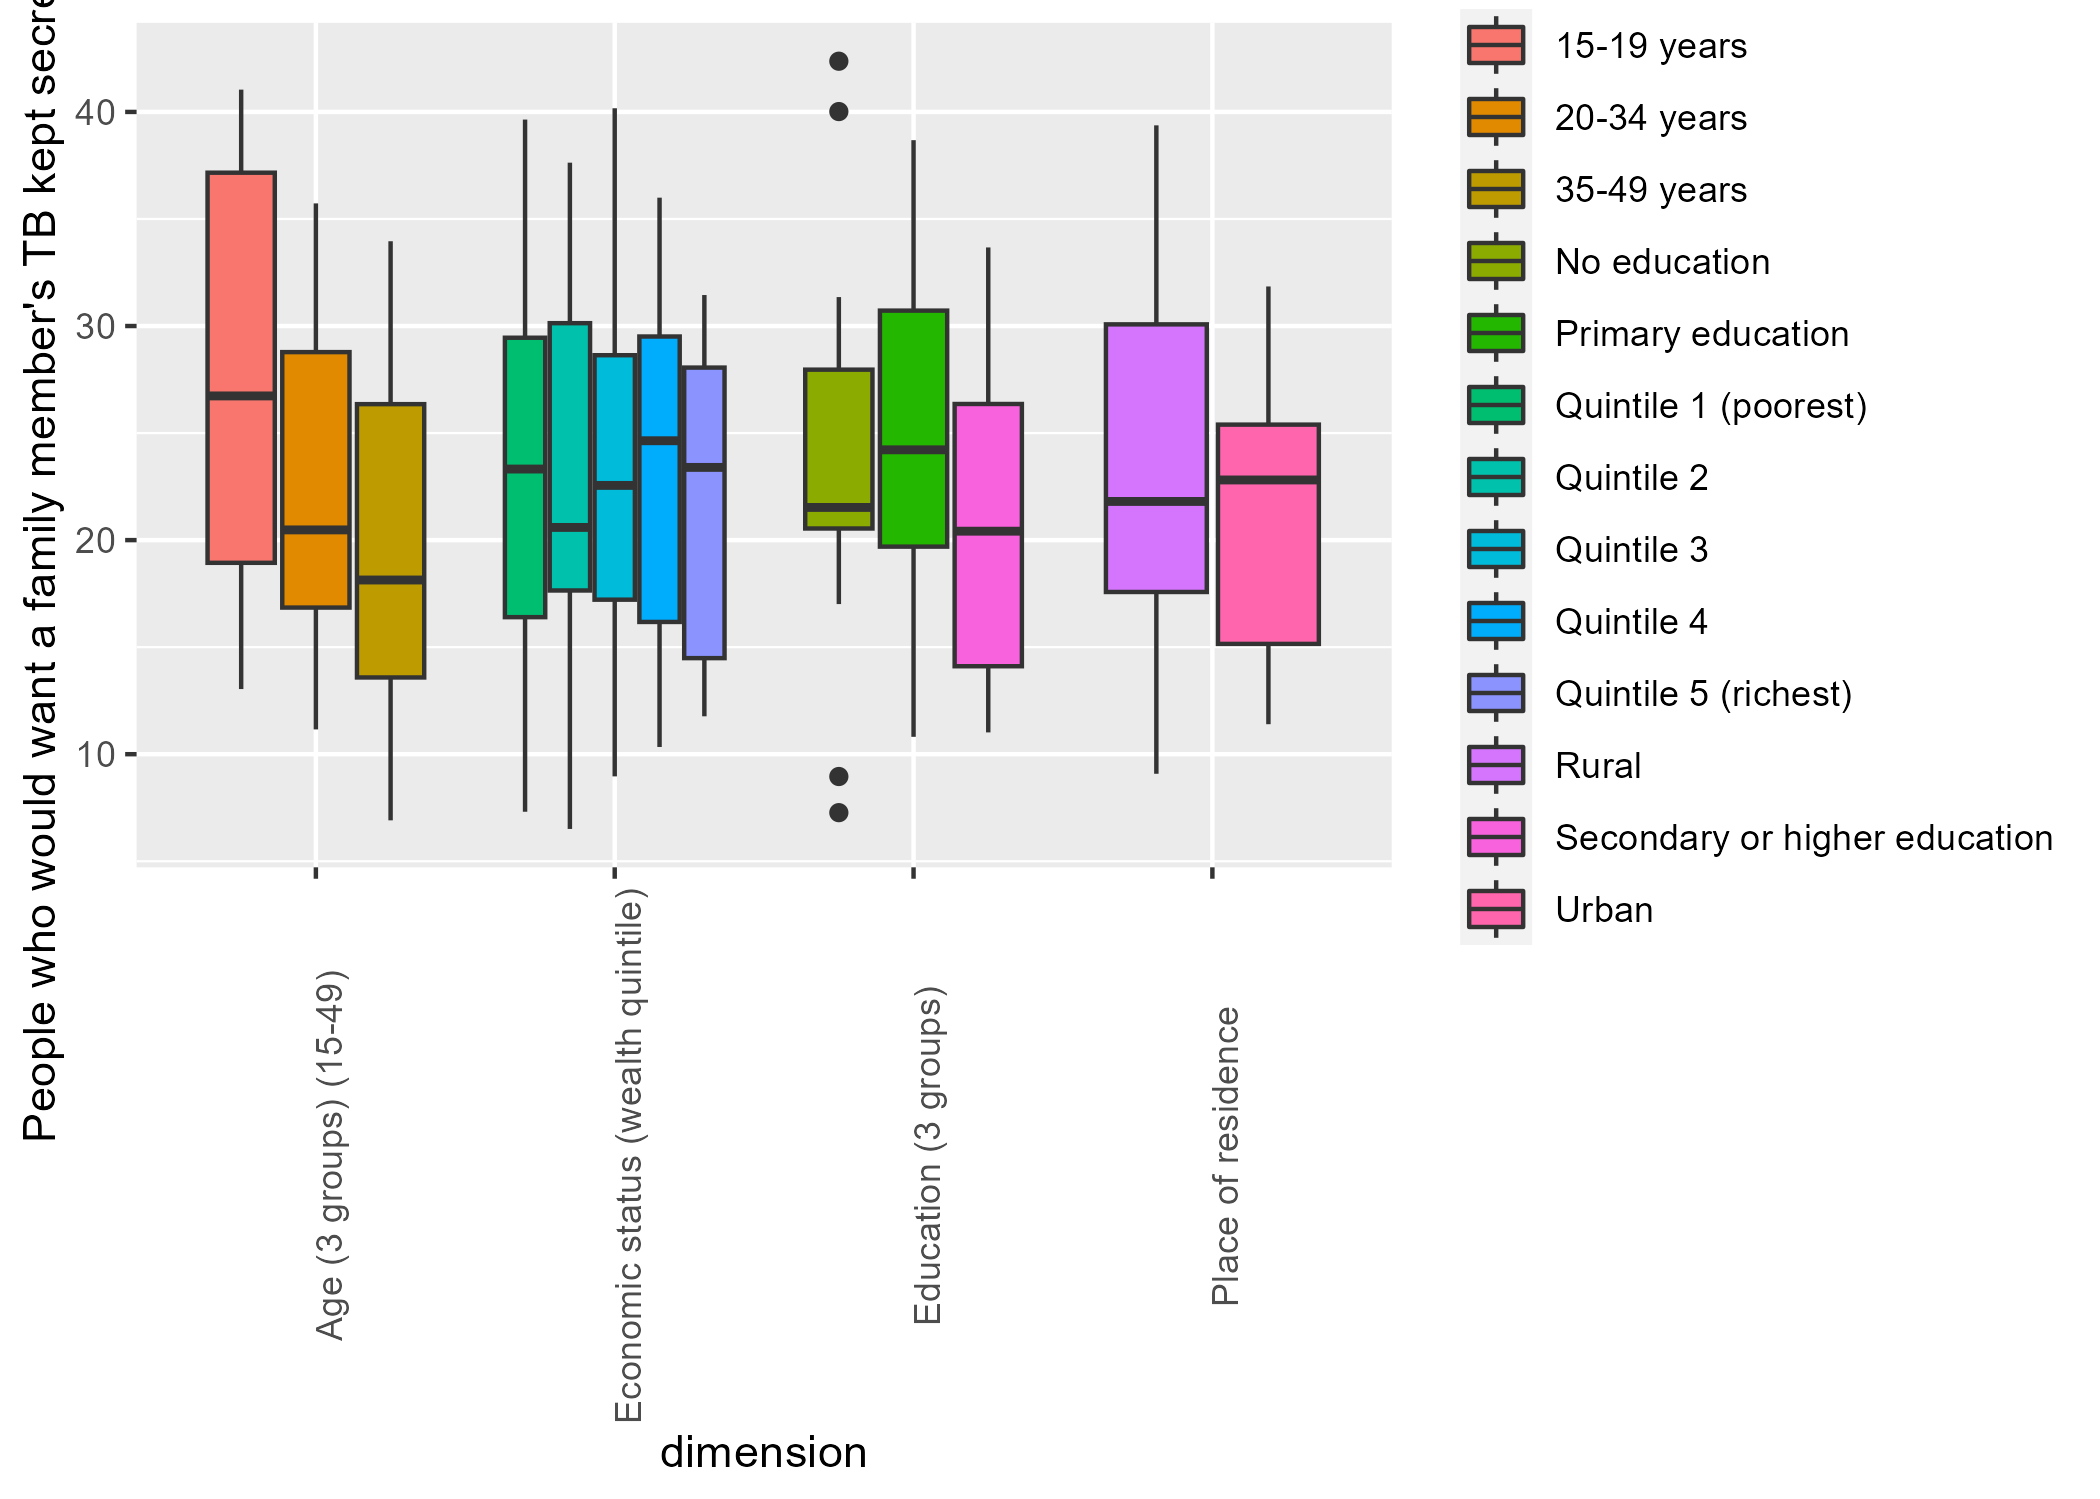 People who would want a family member's TB kept
40
30
20
10
Age (3 groups) (15-49)
Economic status (wealth quintile)
Education (3 groups)
Place of residence
dimension
15-19 years
20-34 years
35-49 years
No education
Primary education
Quintile 1 (poorest)
Quintile 2
Quintile 3
Quintile 4
Quintile 5 (richest)
Rural
Secondary or higher education
Urban